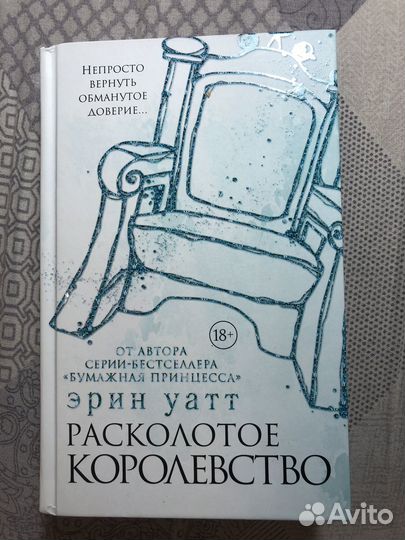 Непросто
вернуть
обманутое
доверие...
18+
от автора
серии-бестселлера
«Бумажная принцесса»
эрин уатт
Расколотое
королевство
Avito